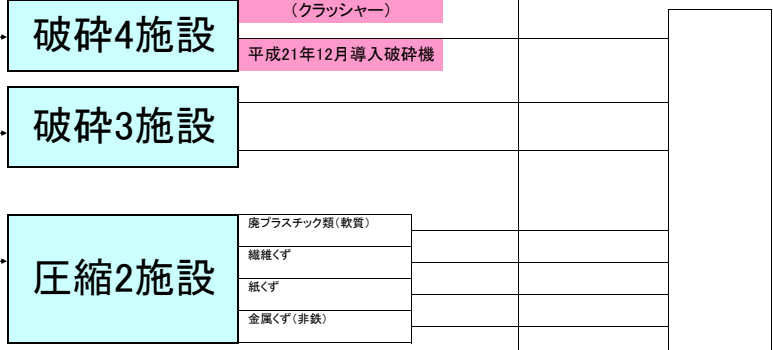 （クラッシャー）
破砕4施設
平成21年12月導入破砕機
破砕3施設
圧縮2施設
廃プラスチック類（軟質）
繊維くず
紙くず
金属くず（非鉄）